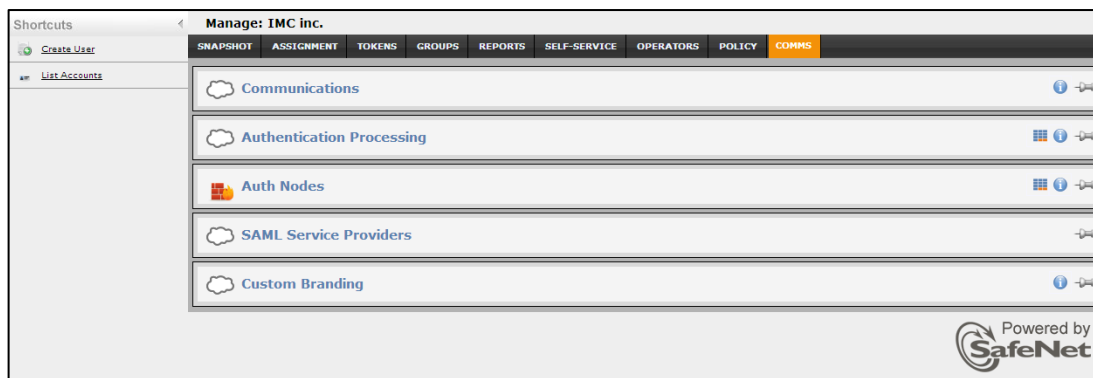 Shortcuts
Create User
List Accounts
Manage: IMC inc.
SNAPSHOT ASSIGNMENT TOKENS GROUPS REPORTS SELF-SERVICE OPERATORS POLICY COMMS
Communications
Authentication Processing
Auth Nodes
SAML Service Providers
Custom Branding
Powered by
SafeNet